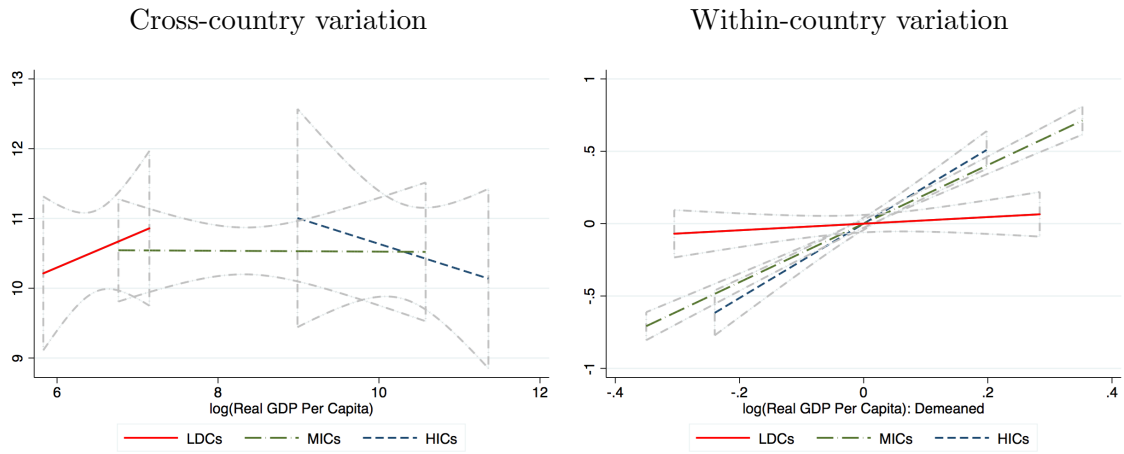 Cross-country variation
13
12
11
10
9
6 8 10 12
log(Real GDP Per Capita)
LDCs MICs HICs
Within-country variation
1
.5
0
-.5
-1
-.4 -.2 0 .2 .4
log(Real GDP Per Capita): Demeaned
LDCs MICs HICs